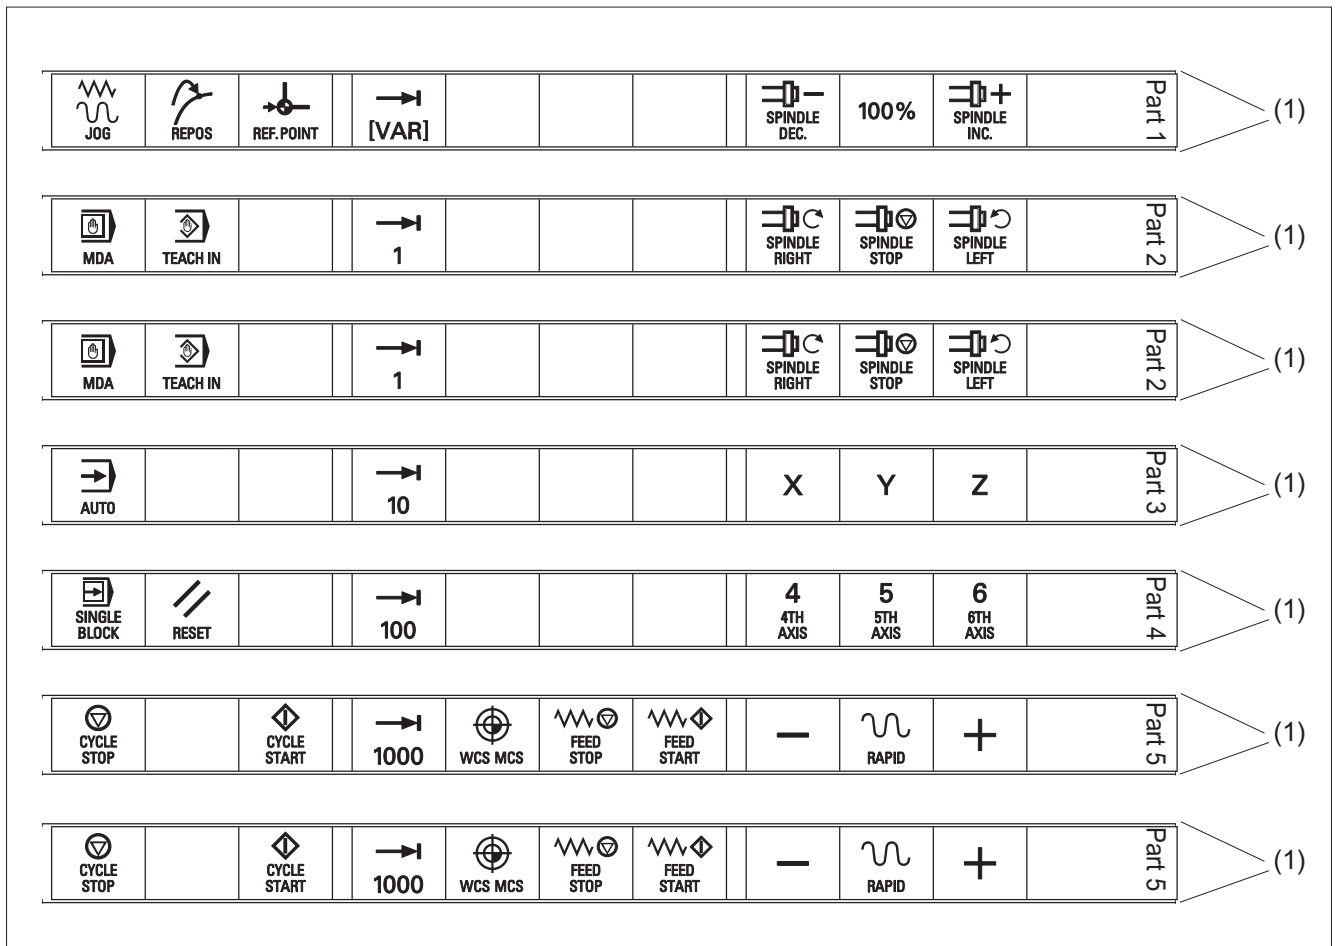 JOG
REPOS
REF. POINT
[VAR]
SPINDLE
DEC.
100%
SPINDLE
INC.
Part 1
(1)
MDA
TEACH IN
1
SPINDLE
RIGHT
SPINDLE
STOP
SPINDLE
LEFT
Part 2
(1)
MDA
TEACH IN
1
SPINDLE
RIGHT
SPINDLE
STOP
SPINDLE
LEFT
Part 2
(1)
AUTO
10
X
Y
Z
Part 3
(1)
SINGLE
BLOCK
RESET
100
4
4TH
AXIS
5
5TH
AXIS
6
6TH
AXIS
Part 4
(1)
CYCLE
STOP
CYCLE
START
1000
WCS MCS
FEED
STOP
FEED
START
−
RAPID
+
Part 5
(1)
CYCLE
STOP
CYCLE
START
1000
WCS MCS
FEED
STOP
FEED
START
−
RAPID
+
Part 5
(1)